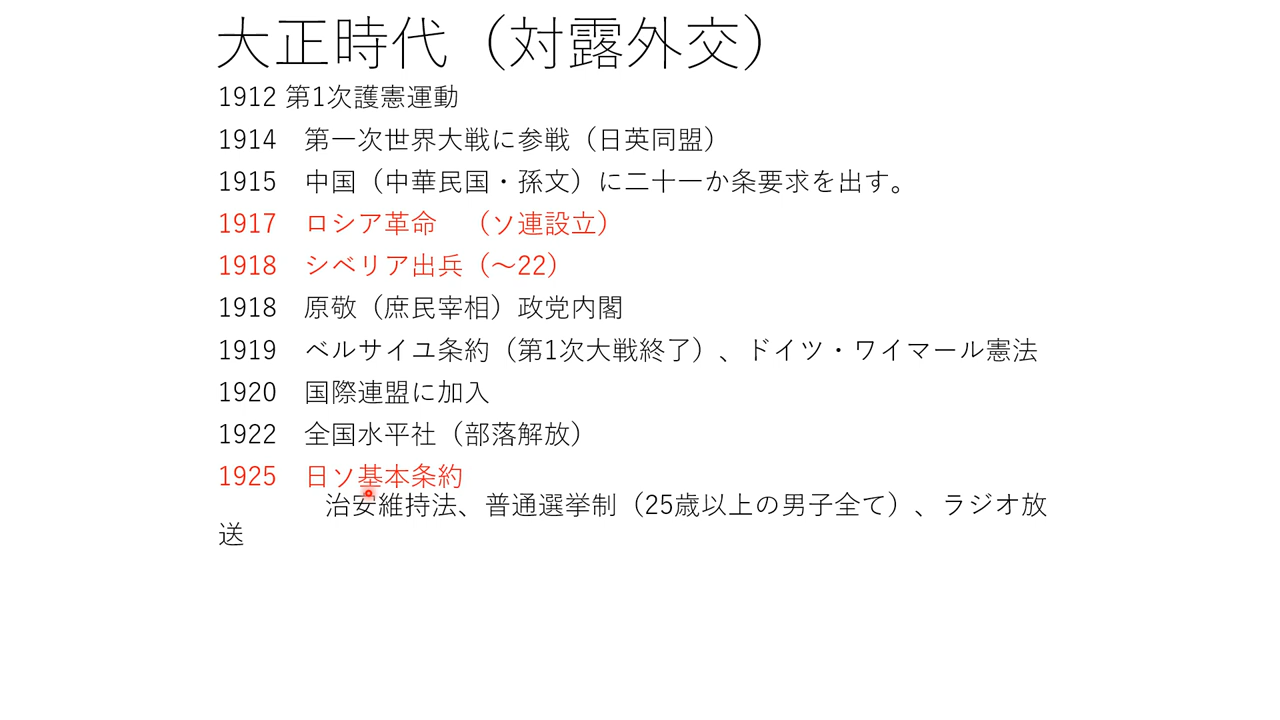 大正時代（対露外交）
1912 第1次護憲運動
1914　第一次世界大戦に参戦（日英同盟）
1915　中国（中華民国・孫文）に二十一か条要求を出す。
1917　ロシア革命　（ソ連設立）
1918　シベリア出兵（～22）
1918　原敬（庶民宰相）政党内閣
1919　ベルサイユ条約（第1次大戦終了）、ドイツ・ワイマール憲法
1920　国際連盟に加入
1922　全国水平社（部落解放）
1925　日ソ基本条約
治安維持法、普通選挙制（25歳以上の男子全て）、ラジオ放
送